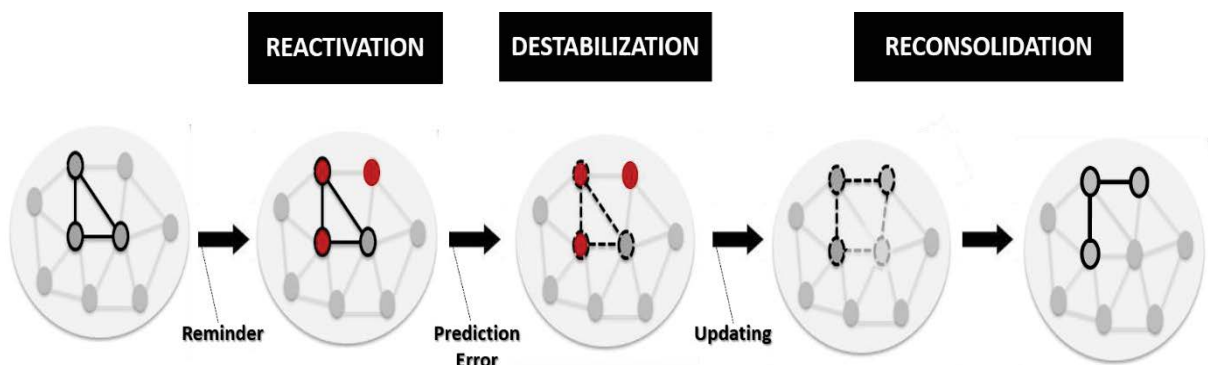 REACTIVATION
DESTABILIZATION
RECONSOLIDATION
Reminder
Prediction
Error
Updating